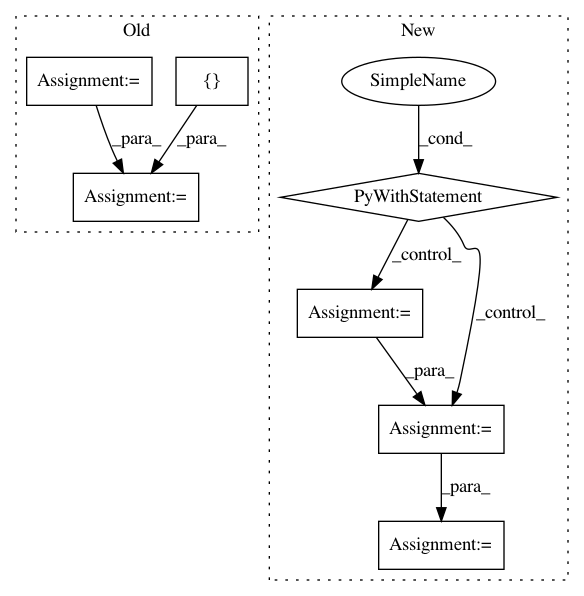 Old
New
Assignment:=
{}
SimpleName
_para_
_para_
_cond_
Assignment:=
PyWithStatement
_control_
_control_
Assignment:=
_para_
Assignment:=
_para_
Assignment:=